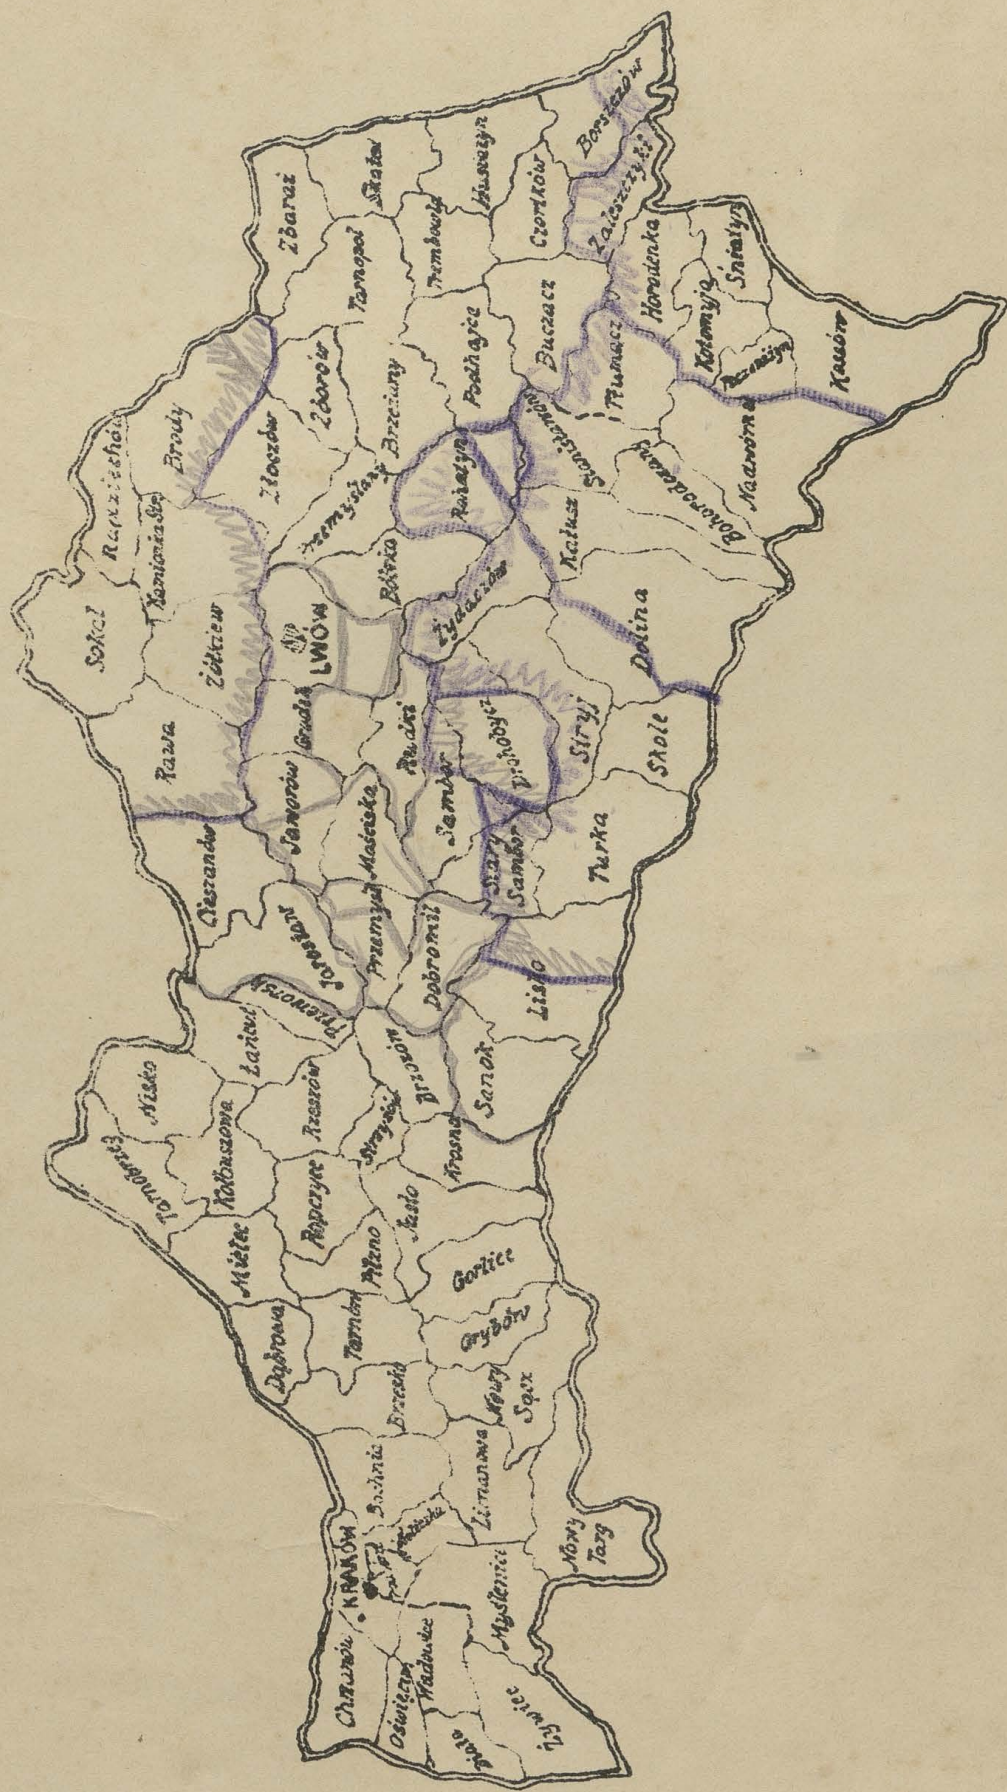 Chrzanów
KRAKÓW
Oświęcim
Wadowice
Żywiec
Myślenice
Bochnia
Limanowa
Nowy
Targ
Brzesko
Nowy
Sącz
Dąbrowa
Tarnów
Gorlice
Mielec
Pilzno
Jasło
Ropczyce
Tarnobrzeg
Kolbuszowa
Nisko
Rzeszów
Strzyżów
Krosno
Łańcut
Brzozów
Sanok
Przeworsk
Jarosław
Przemyśl
Dobromil
Lisko
Cieszanów
Jaworów
Mościska
Sambor
Stary
Sambor
Turka
Rawa
Gródek
Rudki
Drohobycz
Stryj
Skole
Sokal
Żółkiew
LWÓW
Bóbrka
Żydaczów
Dolina
Kamionka Str.
Radziechów
Brody
Złoczów
Przemyślany
Rohatyn
Kałusz
Zborów
Brzeżany
Podhajce
Stanisławów
Bohorodczany
Nadwórna
Tłumacz
Buczacz
Zbaraż
Tarnopol
Skałat
Trembowla
Husiatyn
Czortków
Borszczów
Zaleszczyki
Horodenka
Kołomyja
Śniatyn
Kosów